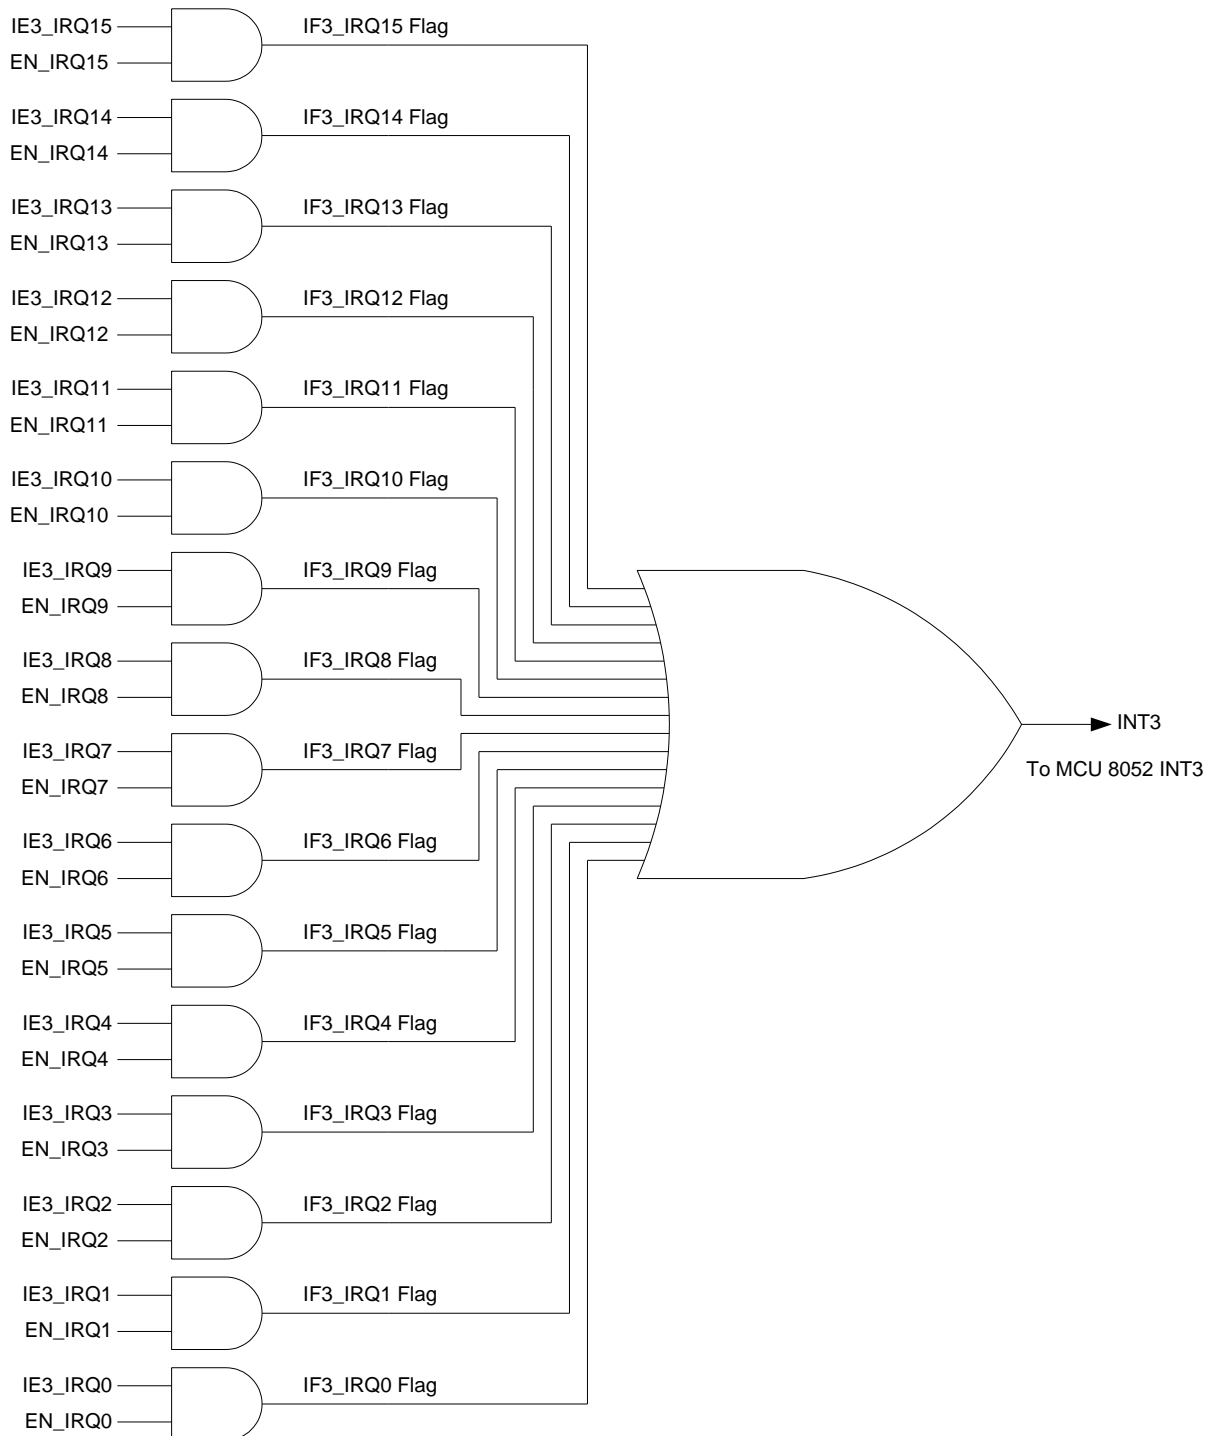 IE3_IRQ15 IF3_IRQ15 Flag
EN_IRQ15
IE3_IRQ14 IF3_IRQ14 Flag
EN_IRQ14
IE3_IRQ13 IF3_IRQ13 Flag
EN_IRQ13
IE3_IRQ12 IF3_IRQ12 Flag
EN_IRQ12
IE3_IRQ11 IF3_IRQ11 Flag
EN_IRQ11
IE3_IRQ10 IF3_IRQ10 Flag
EN_IRQ10
IE3_IRQ9 IF3_IRQ9 Flag
EN_IRQ9
IE3_IRQ8 IF3_IRQ8 Flag
EN_IRQ8
INT3
IE3_IRQ7 IF3_IRQ7 Flag
To MCU 8052 INT3
EN_IRQ7
IE3_IRQ6 IF3_IRQ6 Flag
EN_IRQ6
IE3_IRQ5 IF3_IRQ5 Flag
EN_IRQ5
IE3_IRQ4 IF3_IRQ4 Flag
EN_IRQ4
IE3_IRQ3 IF3_IRQ3 Flag
EN_IRQ3
IE3_IRQ2 IF3_IRQ2 Flag
EN_IRQ2
IE3_IRQ1 IF3_IRQ1 Flag
EN_IRQ1
IE3_IRQ0 IF3_IRQ0 Flag
EN_IRQ0